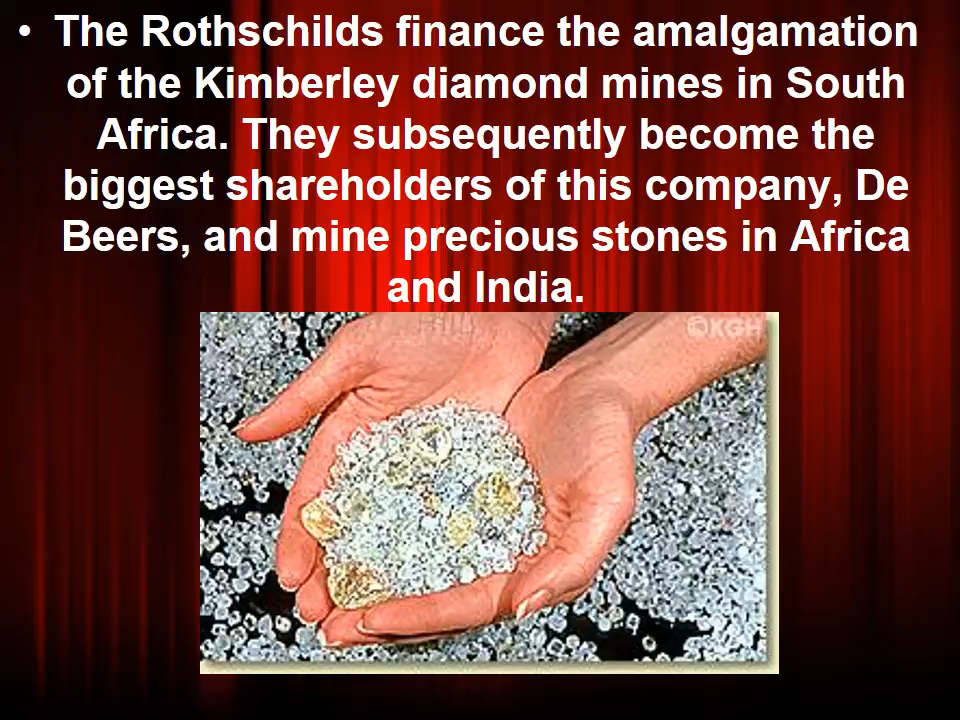 • The Rothschilds finance the amalgamation
of the Kimberley diamond mines in South
Africa. They subsequently become the
biggest shareholders of this company, De
Beers, and mine precious stones in Africa
and India.
©KGH